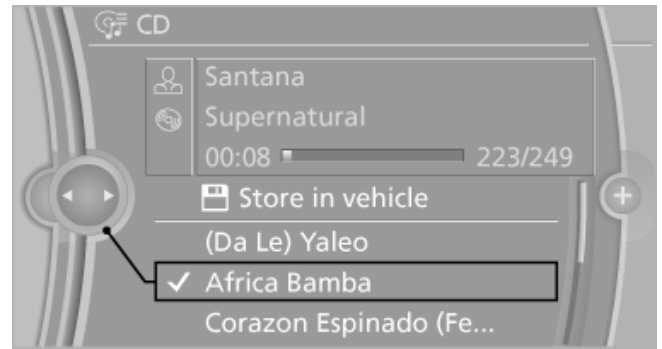 CD
Santana
Supernatural
00:08 223/249
Store in vehicle
(Da Le) Yaleo
Africa Bamba
Corazon Espinado (Fe...